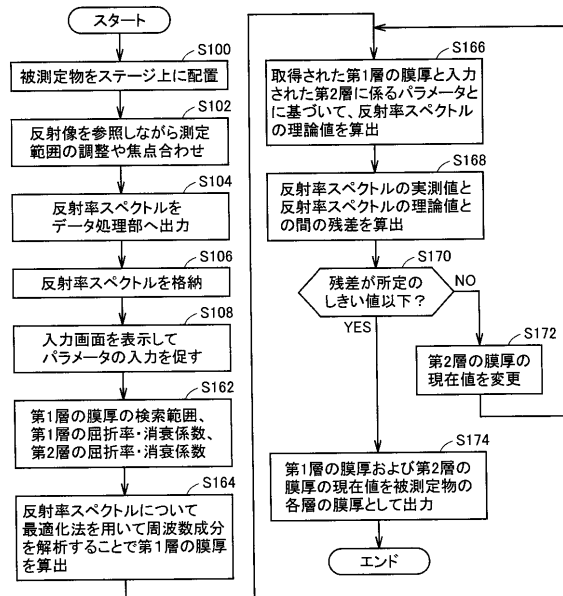 スタート
S100
被測定物をステージ上に配置
S102
反射像を参照しながら測定
範囲の調整や焦点合わせ
S104
反射率スペクトルを
データ処理部へ出力
S106
反射率スペクトルを格納
S108
入力画面を表示して
パラメータの入力を促す
S162
第1層の膜厚の検索範囲、
第1層の屈折率・消衰係数、
第2層の屈折率・消衰係数
S164
反射率スペクトルについて
最適化法を用いて周波数成分
を解析することで第1層の膜厚
を算出
S166
取得された第1層の膜厚と入力
された第2層に係るパラメータと
に基づいて、反射率スペクトル
の理論値を算出
S168
反射率スペクトルの実測値と
反射率スペクトルの理論値と
の間の残差を算出
S170
残差が所定の
しきい値以下?
NO
YES
S172
第2層の膜厚の
現在値を変更
S174
第1層の膜厚および第2層の
膜厚の現在値を被測定物の
各層の膜厚として出力
エンド